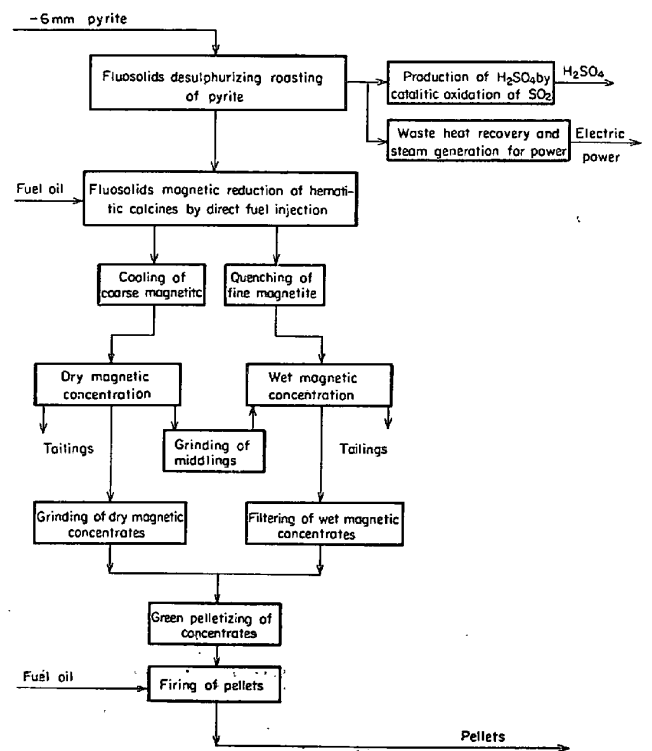 -6mm pyrite
Fluosolids desulphurizing roasting
of pyrite
Production of H₂SO₄by
catalitic oxidation of SO₂
H₂SO₄
Waste heat recovery and
steam generation for power
Electric
power
Fuel oil
Fluosolids magnetic reduction of hemati-
tic calcines by direct fuel injection
Cooling of
coarse magnetite
Quenching of
fine magnetite
Dry magnetic
concentration
Wet magnetic
concentration
Tailings
Grinding of
middlings
Tailings
Grinding of dry magnetic
concentrates
Filtering of wet magnetic
concentrates
Green pelletizing of
concentrates
Fuel oil
Firing of pellets
Pellets